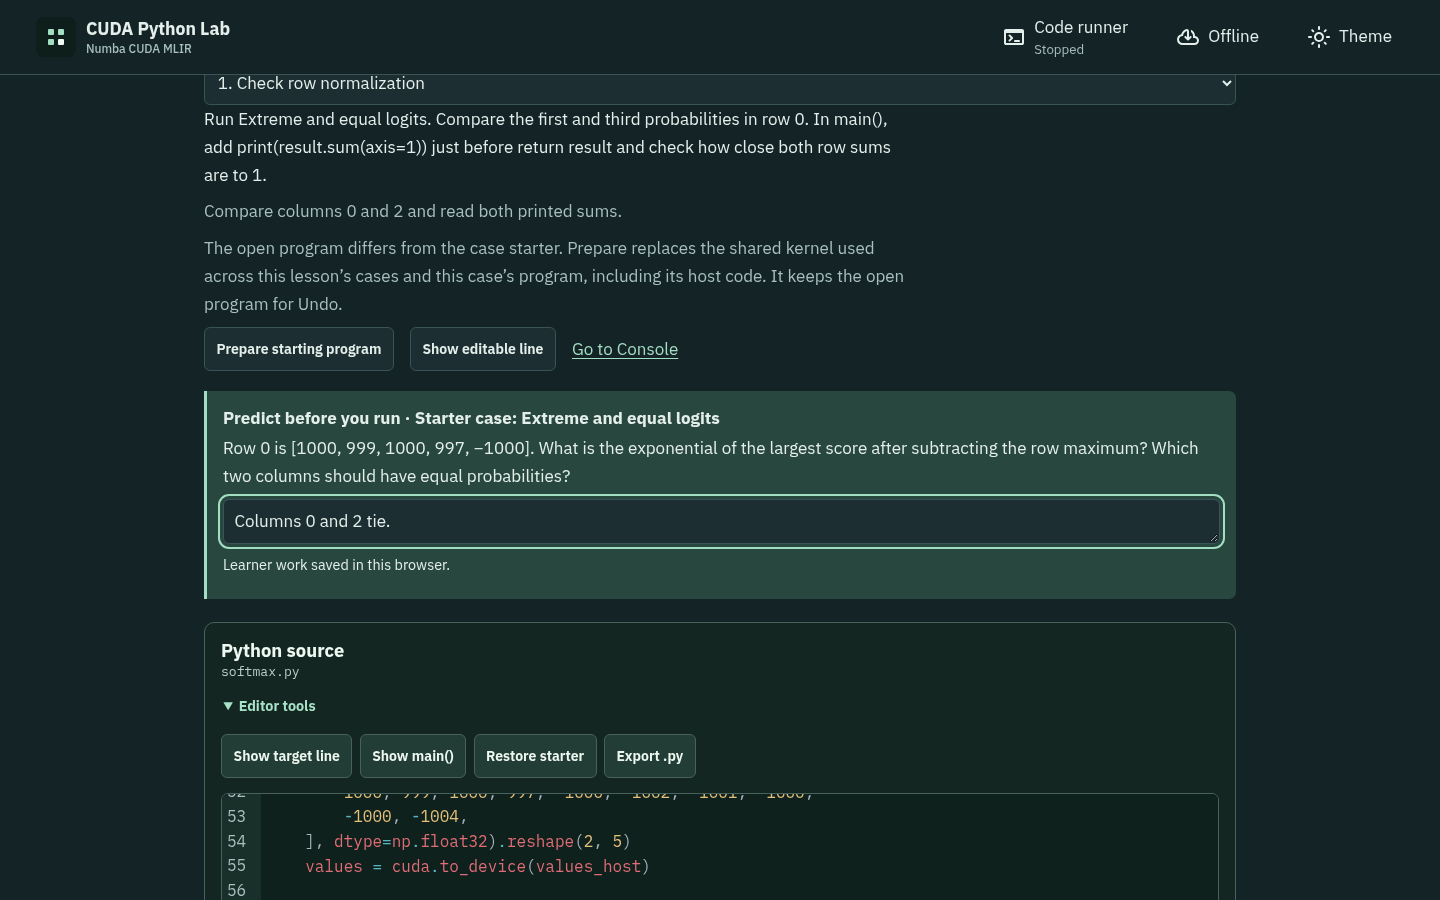 CUDA Python Lab
Numba CUDA MLIR
Code runner
Stopped
Offline
Theme
1. Check row normalization
Run Extreme and equal logits. Compare the first and third probabilities in row 0. In main(),
add print(result.sum(axis=1)) just before return result and check how close both row sums
are to 1.
Compare columns 0 and 2 and read both printed sums.
The open program differs from the case starter. Prepare replaces the shared kernel used
across this lesson’s cases and this case’s program, including its host code. It keeps the open
program for Undo.
Prepare starting program
Show editable line
Go to Console
Predict before you run · Starter case: Extreme and equal logits
Row 0 is [1000, 999, 1000, 997, −1000]. What is the exponential of the largest score after subtracting the row maximum? Which
two columns should have equal probabilities?
Columns 0 and 2 tie.
Learner work saved in this browser.
Python source
softmax.py
▼ Editor tools
Show target line
Show main()
Restore starter
Export .py
53 -1000, -1004,
54 ], dtype=np.float32).reshape(2, 5)
55 values = cuda.to_device(values_host)
56